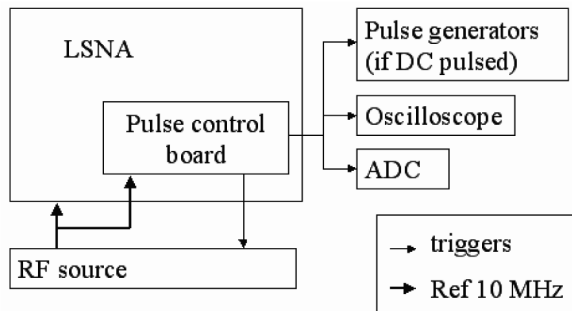 LSNA
Pulse control
board
Pulse generators
(if DC pulsed)
Oscilloscope
ADC
RF source
triggers
Ref 10 MHz